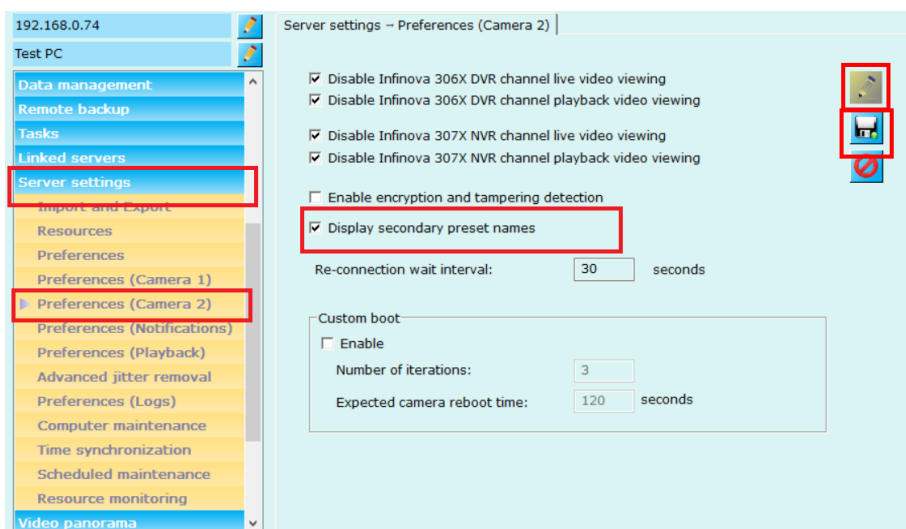 192.168.0.74
Test PC
Data management
Remote backup
Tasks
Linked servers
Server settings
Import and Export
Resources
Preferences
Preferences (Camera 1)
Preferences (Camera 2)
Preferences (Notifications)
Preferences (Playback)
Advanced jitter removal
Preferences (Logs)
Computer maintenance
Time synchronization
Scheduled maintenance
Resource monitoring
Video panorama
Server settings → Preferences (Camera 2)
Disable Infinova 306X DVR channel live video viewing
Disable Infinova 306X DVR channel playback video viewing
Disable Infinova 307X NVR channel live video viewing
Disable Infinova 307X NVR channel playback video viewing
Enable encryption and tampering detection
Display secondary preset names
Re-connection wait interval: 30 seconds
Custom boot
Enable
Number of iterations: 3
Expected camera reboot time: 120 seconds